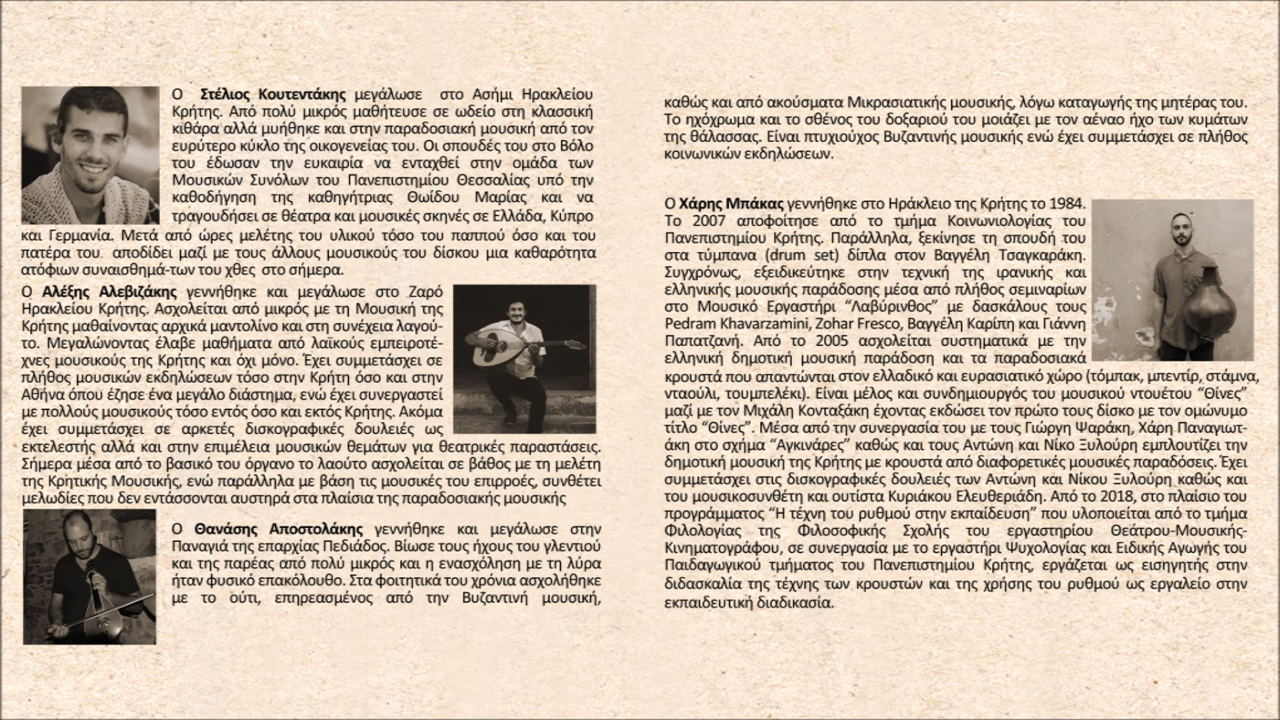 Ο Στέλιος Κουτεντάκης μεγάλωσε στο Ασήμι Ηρακλείου
Κρήτης. Από πολύ μικρός μαθήτευσε σε ωδείο στη κλασσική
κιθάρα αλλά μυήθηκε και στην παραδοσιακή μουσική από τον
ευρύτερο κύκλο της οικογενείας του. Οι σπουδές του στο Βόλο
του έδωσαν την ευκαιρία να ενταχθεί στην ομάδα των
Μουσικών Συνόλων του Πανεπιστημίου Θεσσαλίας υπό την
καθοδήγηση της καθηγήτριας Θωίδου Μαρίας και να
τραγουδήσει σε θέατρα και μουσικές σκηνές σε Ελλάδα, Κύπρο
και Γερμανία. Μετά από ώρες μελέτης του υλικού τόσο του παππού όσο και του
πατέρα του αποδίδει μαζί με τους άλλους μουσικούς του δίσκου μια καθαρότητα
ατόφιων συναισθημά-των του χθες στο σήμερα.
Ο Αλέξης Αλεβιζάκης γεννήθηκε και μεγάλωσε στο Ζαρό
Ηρακλείου Κρήτης. Ασχολείται από μικρός με τη Μουσική της
Κρήτης μαθαίνοντας αρχικά μαντολίνο και στη συνέχεια λαγού-
το. Μεγαλώνοντας έλαβε μαθήματα από λαϊκούς εμπειροτέ-
χνες μουσικούς της Κρήτης και όχι μόνο. Έχει συμμετάσχει σε
πλήθος μουσικών εκδηλώσεων τόσο στην Κρήτη όσο και στην
Αθήνα όπου έζησε ένα μεγάλο διάστημα, ενώ έχει συνεργαστεί
με πολλούς μουσικούς τόσο εντός όσο και εκτός Κρήτης. Ακόμα
έχει συμμετάσχει σε αρκετές δισκογραφικές δουλειές ως
εκτελεστής αλλά και στην επιμέλεια μουσικών θεμάτων για θεατρικές παραστάσεις.
Σήμερα μέσα από το βασικό του όργανο το λαούτο ασχολείται σε βάθος με τη μελέτη
της Κρητικής Μουσικής, ενώ παράλληλα με βάση τις μουσικές του επιρροές, συνθέτει
μελωδίες που δεν εντάσσονται αυστηρά στα πλαίσια της παραδοσιακής μουσικής
Ο Θανάσης Αποστολάκης γεννήθηκε και μεγάλωσε στην
Παναγιά της επαρχίας Πεδιάδος. Βίωσε τους ήχους του γλεντιού
και της παρέας από πολύ μικρός και η ενασχόληση με τη λύρα
ήταν φυσικό επακόλουθο. Στα φοιτητικά του χρόνια ασχολήθηκε
με το ούτι, επηρεασμένος από την Βυζαντινή μουσική,
καθώς και από ακούσματα Μικρασιατικής μουσικής, λόγω καταγωγής της μητέρας του.
Το ηχόχρωμα και το σθένος του δοξαριού του μοιάζει με τον αέναο ήχο των κυμάτων
της θάλασσας. Είναι πτυχιούχος Βυζαντινής μουσικής ενώ έχει συμμετάσχει σε πλήθος
κοινωνικών εκδηλώσεων.
Ο Χάρης Μπάκας γεννήθηκε στο Ηράκλειο της Κρήτης το 1984.
Το 2007 αποφοίτησε από το τμήμα Κοινωνιολογίας του
Πανεπιστημίου Κρήτης. Παράλληλα, ξεκίνησε τη σπουδή του
στα τύμπανα (drum set) δίπλα στον Βαγγέλη Τσαγκαράκη.
Συγχρόνως, εξειδικεύτηκε στην τεχνική της ιρανικής και
ελληνικής μουσικής παράδοσης μέσα από πλήθος σεμιναρίων
στο Μουσικό Εργαστήρι “Λαβύρινθος” με δασκάλους τους
Pedram Khavarzamini, Zohar Fresco, Βαγγέλη Καρίπη και Γιάννη
Παπατζανή. Από το 2005 ασχολείται συστηματικά με την
ελληνική δημοτική μουσική παράδοση και τα παραδοσιακά
κρουστά που απαντώνται στον ελλαδικό και ευρασιατικό χώρο (τόμπακ, μπεντίρ, στάμνα,
νταούλι, τουμπελέκι). Είναι μέλος και συνδημιουργός του μουσικού ντουέτου “Θίνες”
μαζί με τον Μιχάλη Κονταξάκη έχοντας εκδώσει τον πρώτο τους δίσκο με τον ομώνυμο
τίτλο “Θίνες”. Μέσα από την συνεργασία του με τους Γιώργη Ψαράκη, Χάρη Παναγιωτ-
άκη στο σχήμα “Αγκινάρες” καθώς και τους Αντώνη και Νίκο Ξυλούρη εμπλουτίζει την
δημοτική μουσική της Κρήτης με κρουστά από διαφορετικές μουσικές παραδόσεις. Έχει
συμμετάσχει στις δισκογραφικές δουλειές των Αντώνη και Νίκου Ξυλούρη καθώς και
του μουσικοσυνθέτη και ουτίστα Κυριάκου Ελευθεριάδη. Από το 2018, στο πλαίσιο του
προγράμματος “Η τέχνη του ρυθμού στην εκπαίδευση” που υλοποιείται από το τμήμα
Φιλολογίας της Φιλοσοφικής Σχολής του εργαστηρίου Θεάτρου-Μουσικής-
Κινηματογράφου, σε συνεργασία με το εργαστήρι Ψυχολογίας και Ειδικής Αγωγής του
Παιδαγωγικού τμήματος του Πανεπιστημίου Κρήτης, εργάζεται ως εισηγητής στην
διδασκαλία της τέχνης των κρουστών και της χρήσης του ρυθμού ως εργαλείο στην
εκπαιδευτική διαδικασία.